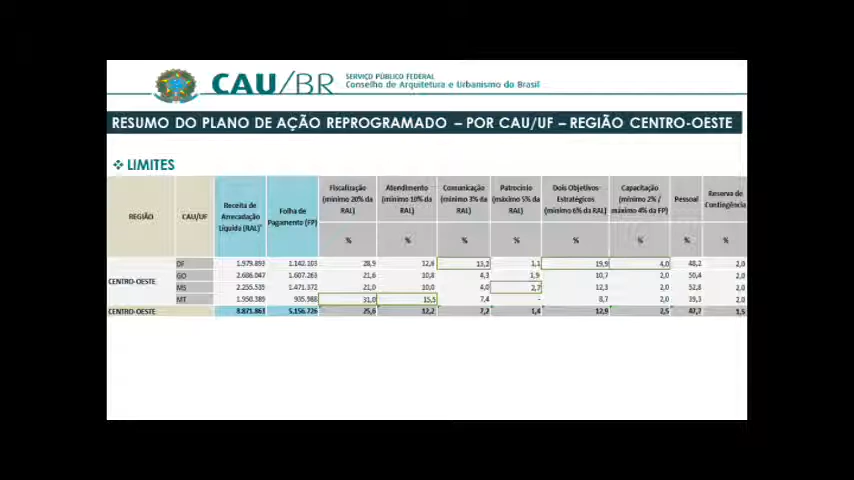 CAU/BR
SERVIÇO PÚBLICO FEDERAL
Conselho de Arquitetura e Urbanismo do Brasil
RESUMO DO PLANO DE AÇÃO REPROGRAMADO – POR CAU/UF – REGIÃO CENTRO-OESTE
❖ LIMITES
REGIÃO CAU/UF Receita de Arrecadação Líquida (RAL) Folha de Pagamento (FP) Fiscalização (mínimo 20% da RAL) Atendimento (mínimo 10% da RAL) Comunicação (mínimo 3% da RAL) Patrocínio (máximo 5% da RAL) Dois Objetivos Estratégicos (mínimo 6% da RAL) Capacitação (mínimo 2% / máximo 4% da FP) Pessoal Reserva de Contingência
% % % % % % % %
DF 1.979.893 1.142.103 28,9 12,6 13,2 1,1 19,9 4,0 48,2 2,0
CENTRO-OESTE
GO 2.686.047 1.607.263 21,6 10,8 4,3 1,9 10,7 2,0 50,4 2,0
MS 2.255.535 1.471.372 21,0 10,0 4,0 2,7 12,3 2,0 52,8 2,0
MT 935.988 31,0 15,5 7,4 - 8,7 2,0 39,3 2,0
CENTRO-OESTE 8.871.863 5.156.726 25,6 12,2 7,2 1,4 12,9 2,5 47,7 1,5